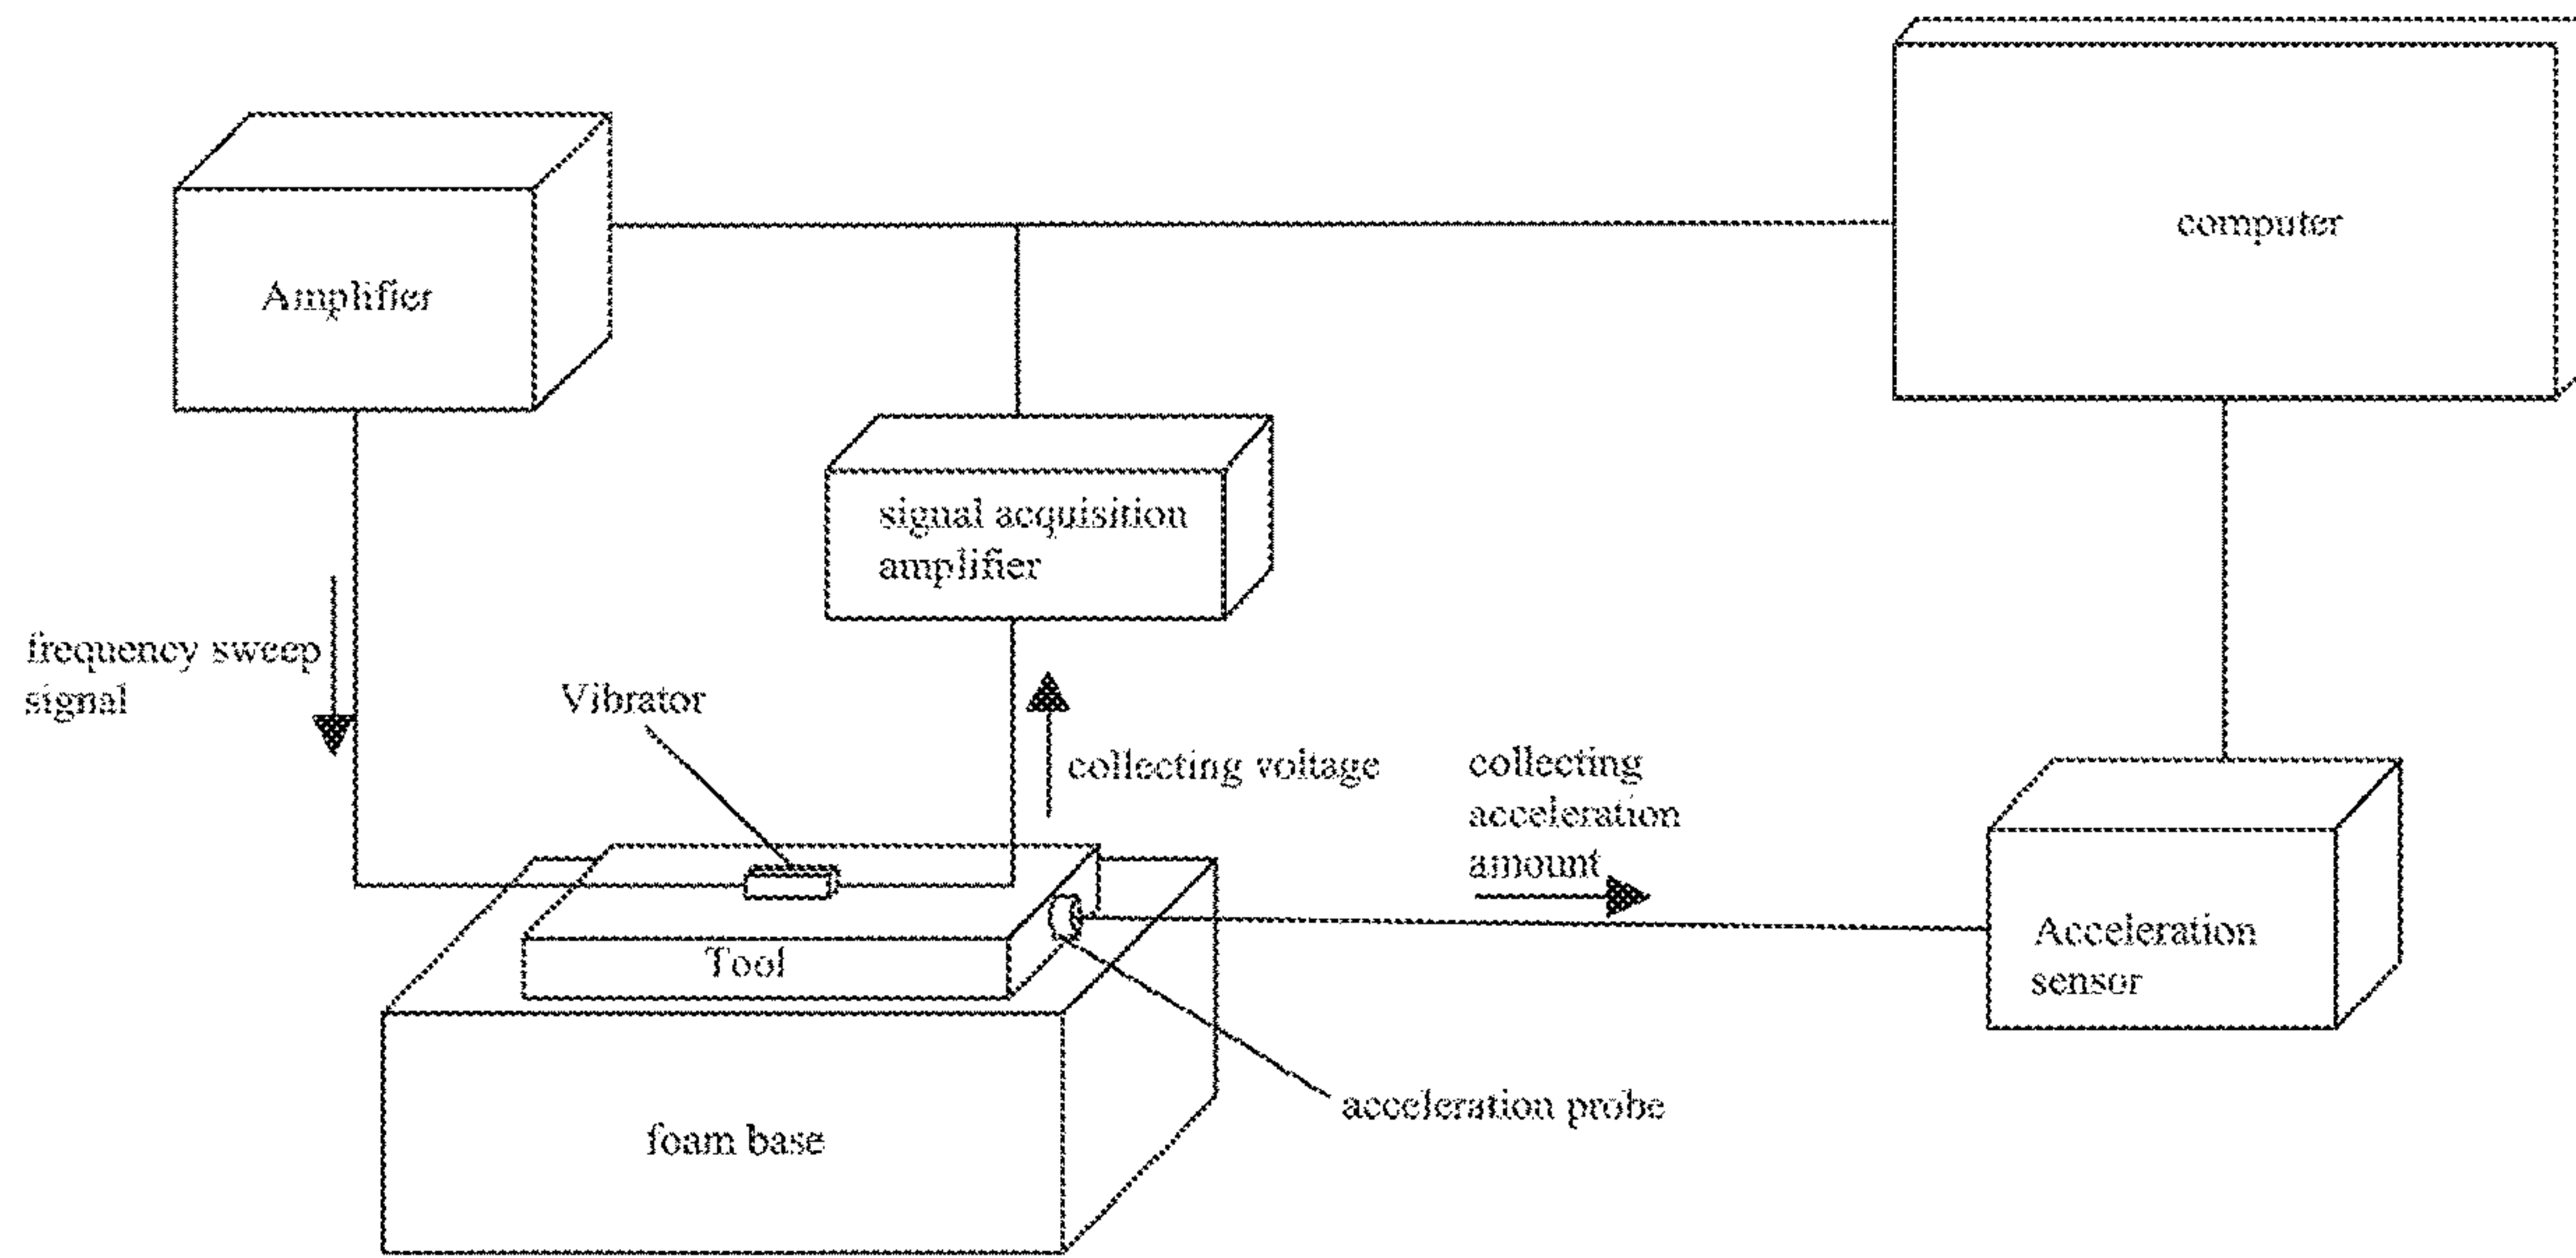 computer
Amplifier
signal acquisition
amplifier
frequency sweep
signal
Vibrator
collecting voltage
collecting
acceleration
amount
Acceleration
sensor
Tool
acceleration probe
foam base